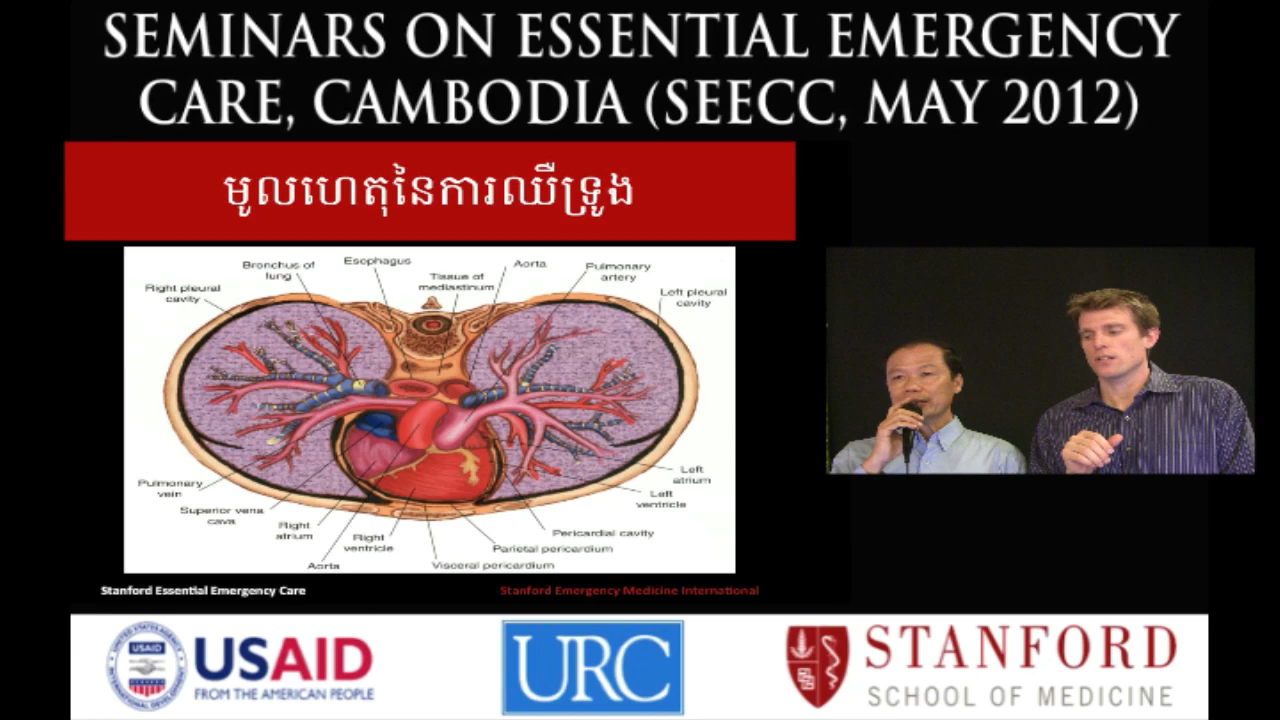 SEMINARS ON ESSENTIAL EMERGENCY
CARE, CAMBODIA (SEECC, MAY 2012)
មូលហេតុនៃការឈឺទ្រូង
Bronchus of
lung
Esophagus
Tissue of
mediastinum
Aorta
Pulmonary
artery
Right pleural
cavity
Left pleural
cavity
Pulmonary
vein
Superior vena
cava
Right
atrium
Aorta
Right
ventricle
Visceral pericardium
Parietal pericardium
Pericardial cavity
Left
ventricle
Left
atrium
Stanford Essential Emergency Care
Stanford Emergency Medicine International
USAID
USAID
FROM THE AMERICAN PEOPLE
URC
STANFORD
SCHOOL OF MEDICINE